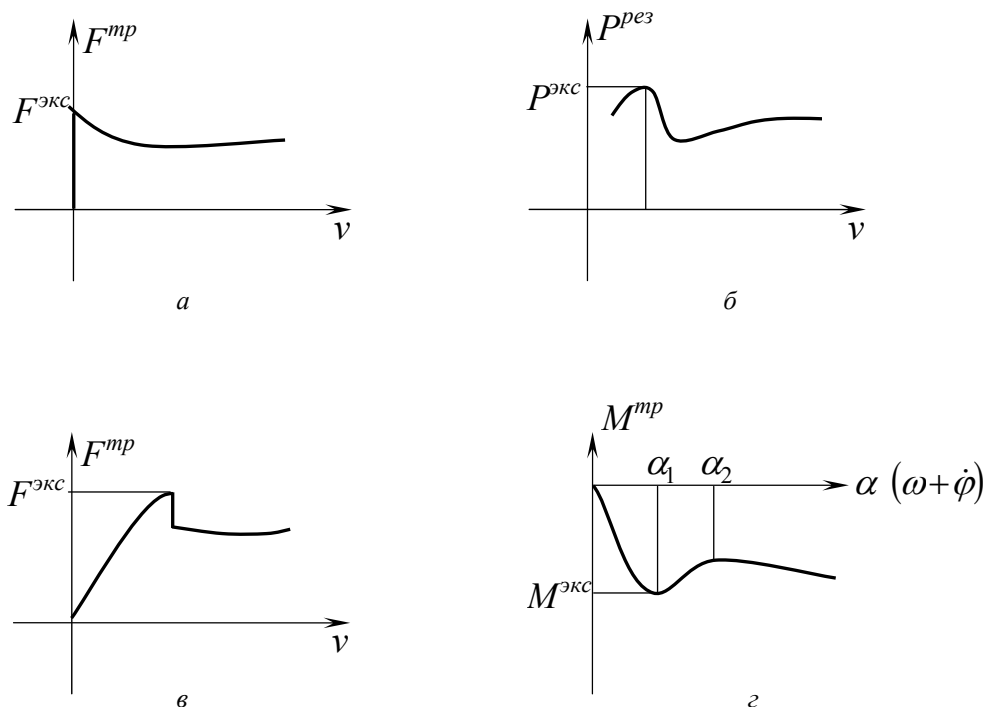 F^тр
F^экс
v
а
P^рез
P^экс
v
б
F^тр
F^экс
v
в
M^тр
α₁ α₂
α (ω+φ̇)
M^экс
г